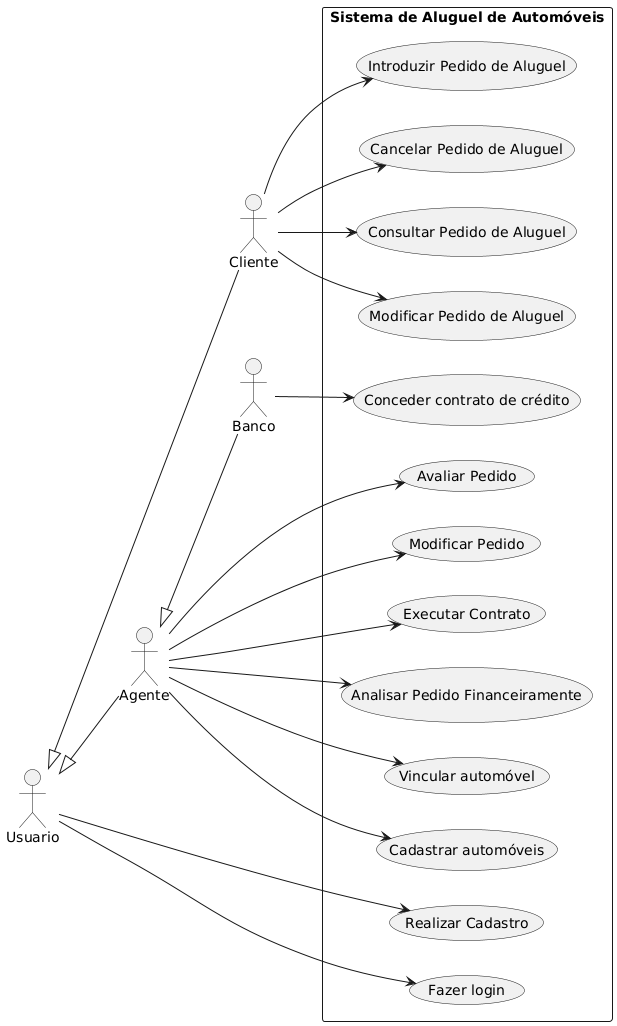 Sistema de Aluguel de Automóveis
Introduzir Pedido de Aluguel
Cancelar Pedido de Aluguel
Consultar Pedido de Aluguel
Cliente
Modificar Pedido de Aluguel
Conceder contrato de crédito
Banco
Avaliar Pedido
Modificar Pedido
Executar Contrato
Agente
Analisar Pedido Financeiramente
Vincular automóvel
Usuario
Cadastrar automóveis
Realizar Cadastro
Fazer login